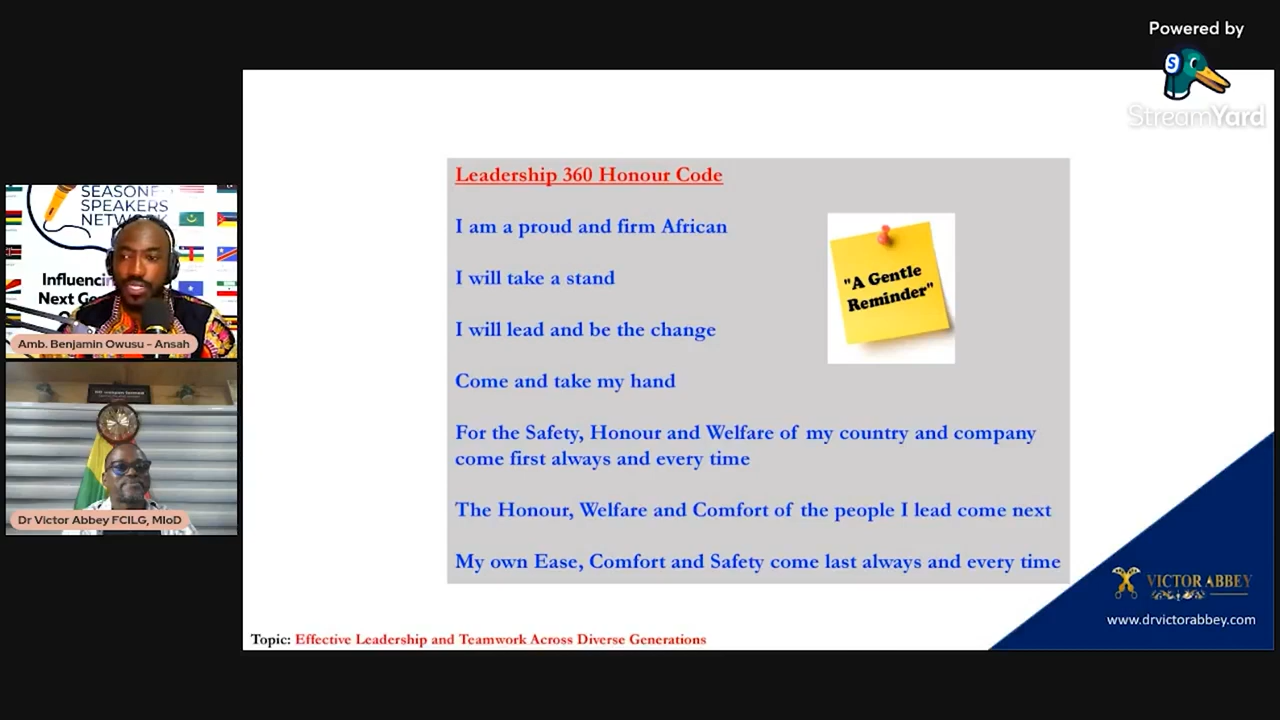 Powered by
S
StreamYard
SEASONE
SPEAKERS
NETWORK
Influencin
Next Ge
Amb. Benjamin Owusu - Ansah
Dr Victor Abbey FCILG, MIoD
Leadership 360 Honour Code
I am a proud and firm African
I will take a stand
I will lead and be the change
Come and take my hand
For the Safety, Honour and Welfare of my country and company
come first always and every time
The Honour, Welfare and Comfort of the people I lead come next
My own Ease, Comfort and Safety come last always and every time
"A Gentle
Reminder"
VICTOR ABBEY
www.drvictorabbey.com
Topic: Effective Leadership and Teamwork Across Diverse Generations